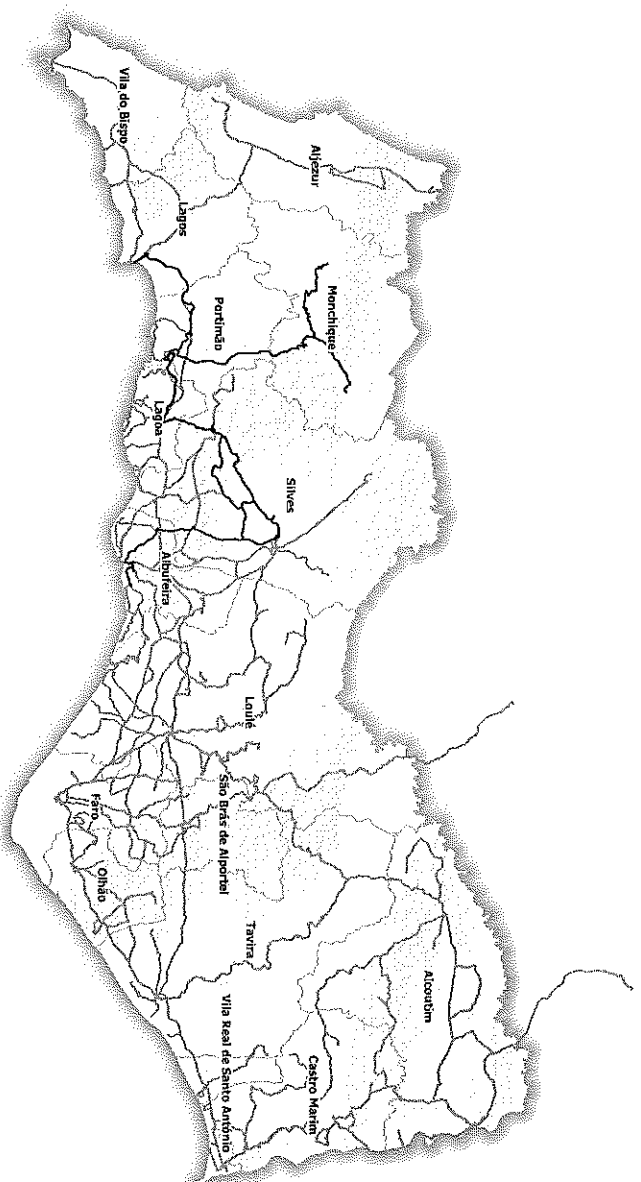 Aljezur
Vila do Bispo
Lagos
Monchique
Portimão
Lagoa
Silves
Albufeira
Loulé
São Brás de Alportel
Faro
Olhão
Tavira
Alcoutim
Castro Marim
Vila Real de Santo António